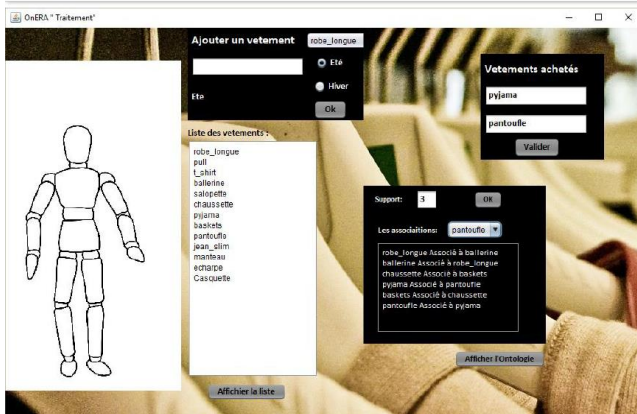 OnERA " Traitement"
Ajouter un vetement
robe_longue
Eté
Hiver
Ete
Ok
Liste des vetements :
robe_longue
pull
t_shirt
ballerine
salopette
chaussette
pyjama
baskets
pantoufle
jean_slim
manteau
echarpe
Casquette
Affichier la liste
Vetements achetés
pyjama
pantoufle
Valider
Support: 3 OK
Les associaitions: pantoufle
robe_longue Associé à ballerine
ballerine Associé à robe_longue
chaussette Associé à baskets
pyjama Associé à pantoufle
baskets Associé à chaussette
pantoufle Associé à pyjama
Afficher l'Ontologie